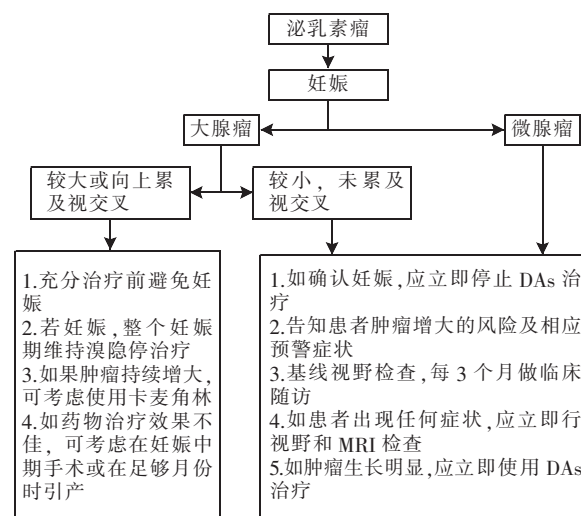 泌乳素瘤
妊娠
大腺瘤
微腺瘤
较大或向上累
及视交叉
较小，未累及
视交叉
1.充分治疗前避免妊
娠
2.若妊娠,整个妊娠
期维持溴隐停治疗
3.如果肿瘤持续增大,
可考虑使用卡麦角林
4.如药物治疗效果不
佳，可考虑在妊娠中
期手术或在足够月份
时引产
1.如确认妊娠,应立即停止 DAs 治
疗
2.告知患者肿瘤增大的风险及相应
预警症状
3.基线视野检查,每 3 个月做临床
随访
4.如患者出现任何症状,应立即行
视野和 MRI 检查
5.如肿瘤生长明显,应立即使用 DAs
治疗